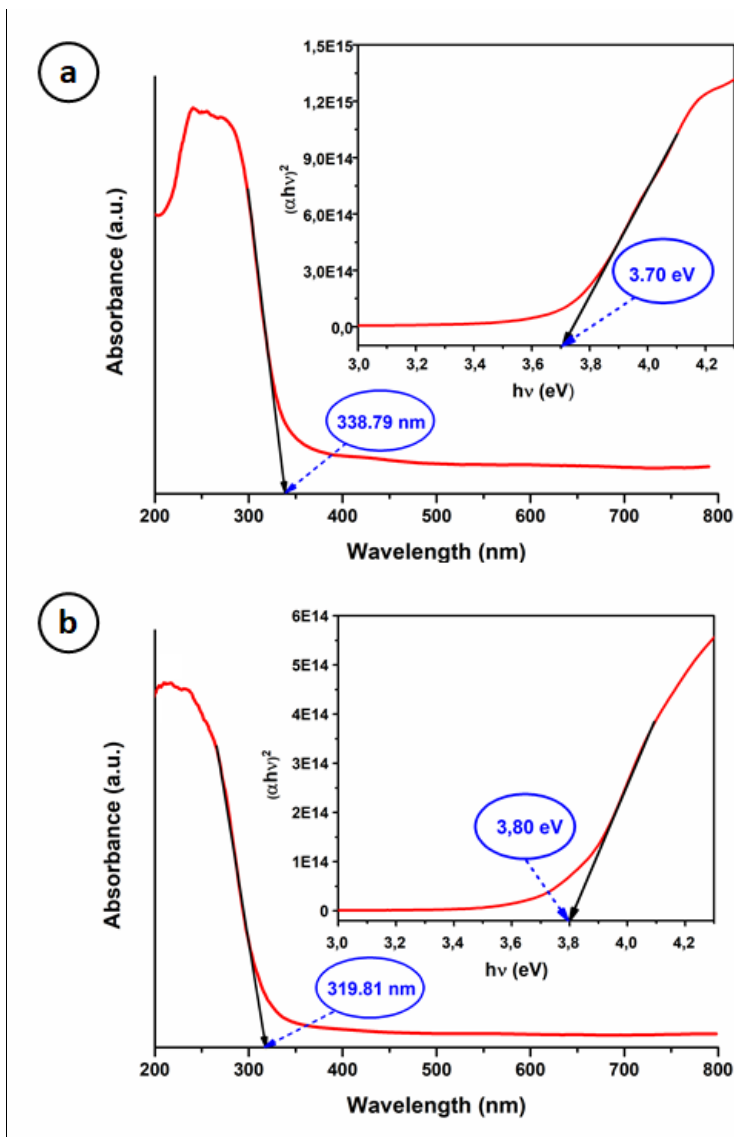 a
Absorbance (a.u.)
(αhν)²
1,5E15
1,2E15
9,0E14
6,0E14
3,0E14
0,0
3.70 eV
3,0 3,2 3,4 3,6 3,8 4,0 4,2
hν (eV)
338.79 nm
200 300 400 500 600 700 800
Wavelength (nm)
b
Absorbance (a.u.)
(αhν)²
6E14
5E14
4E14
3E14
2E14
1E14
0
3,80 eV
3,0 3,2 3,4 3,6 3,8 4,0 4,2
hν (eV)
319.81 nm
200 300 400 500 600 700 800
Wavelength (nm)